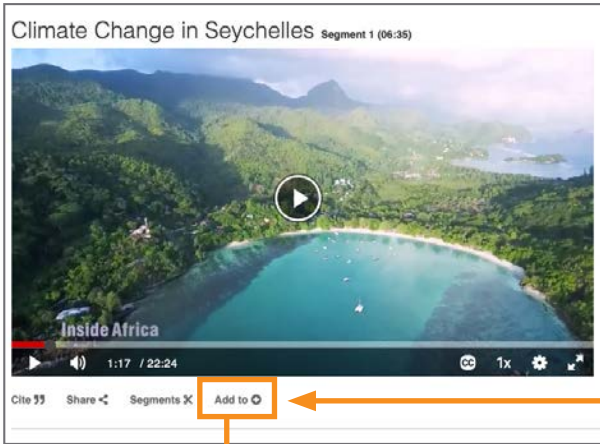 Climate Change in Seychelles Segment 1 (06:35)
Inside Africa
1:17 / 22:24 CC 1x
Cite Share Segments Add to